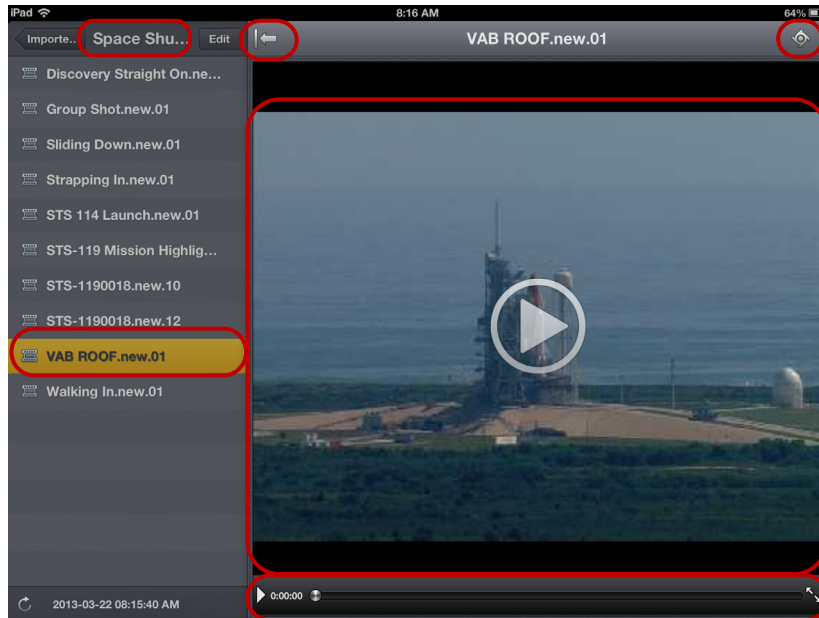 iPad 8:16 AM 64%
Importe.. Space Shu... Edit VAB ROOF.new.01
Discovery Straight On.ne...
Group Shot.new.01
Sliding Down.new.01
Strapping In.new.01
STS 114 Launch.new.01
STS-119 Mission Highlig...
STS-1190018.new.10
STS-1190018.new.12
VAB ROOF.new.01
Walking In.new.01
2013-03-22 08:15:40 AM 0:00:00